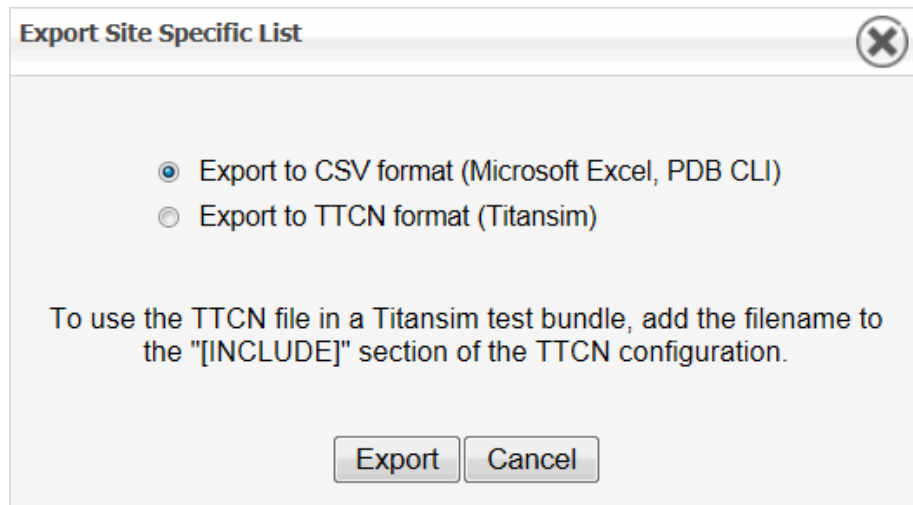 Export Site Specific List
Export to CSV format (Microsoft Excel, PDB CLI)
Export to TTCN format (Titansim)
To use the TTCN file in a Titansim test bundle, add the filename to
the "[INCLUDE]" section of the TTCN configuration.
Export Cancel